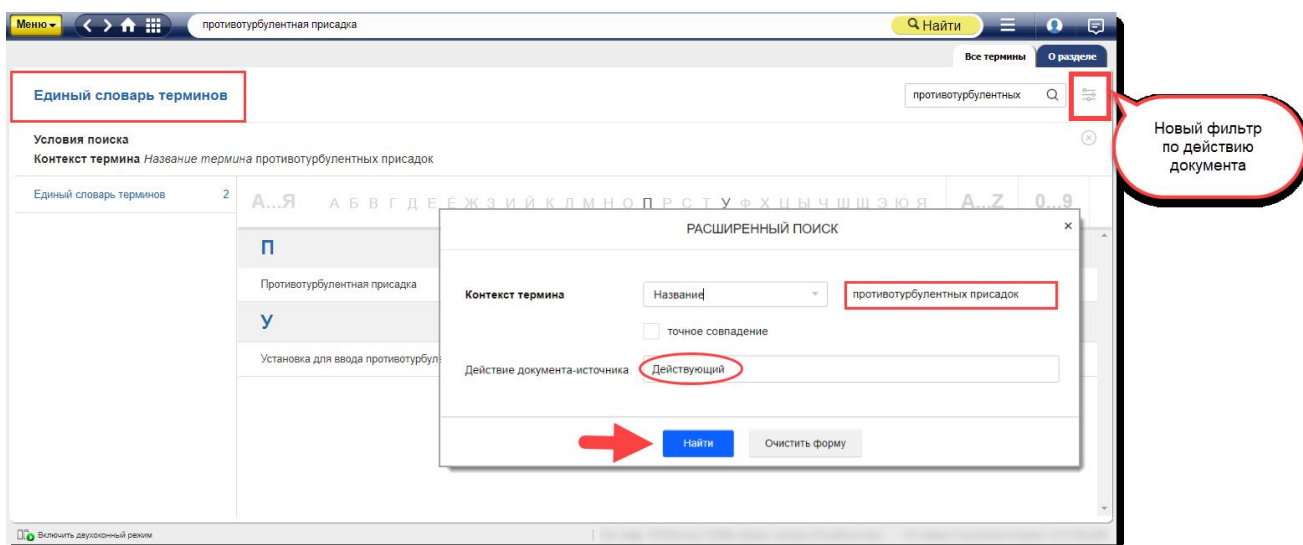 Меню
противотурбулентная присадка
Найти
Все термины
О разделе
Единый словарь терминов
противотурбулентных
Новый фильтр
по действию
документа
Условия поиска
Контекст термина Название термина противотурбулентных присадок
Единый словарь терминов 2
А...Я А Б В Г Д Е Ё Ж З И Й К Л М Н О П Р С Т У Ф Х Ц Ы Ч Ш Щ Э Ю Я A...Z 0...9
РАСШИРЕННЫЙ ПОИСК
П
Противотурбулентная присадка
Контекст термина Название противотурбулентных присадок
У
точное совпадение
Установка для ввода противотурбул
Действие документа-источника Действующий
Найти Очистить форму
Включить двухоконный режим